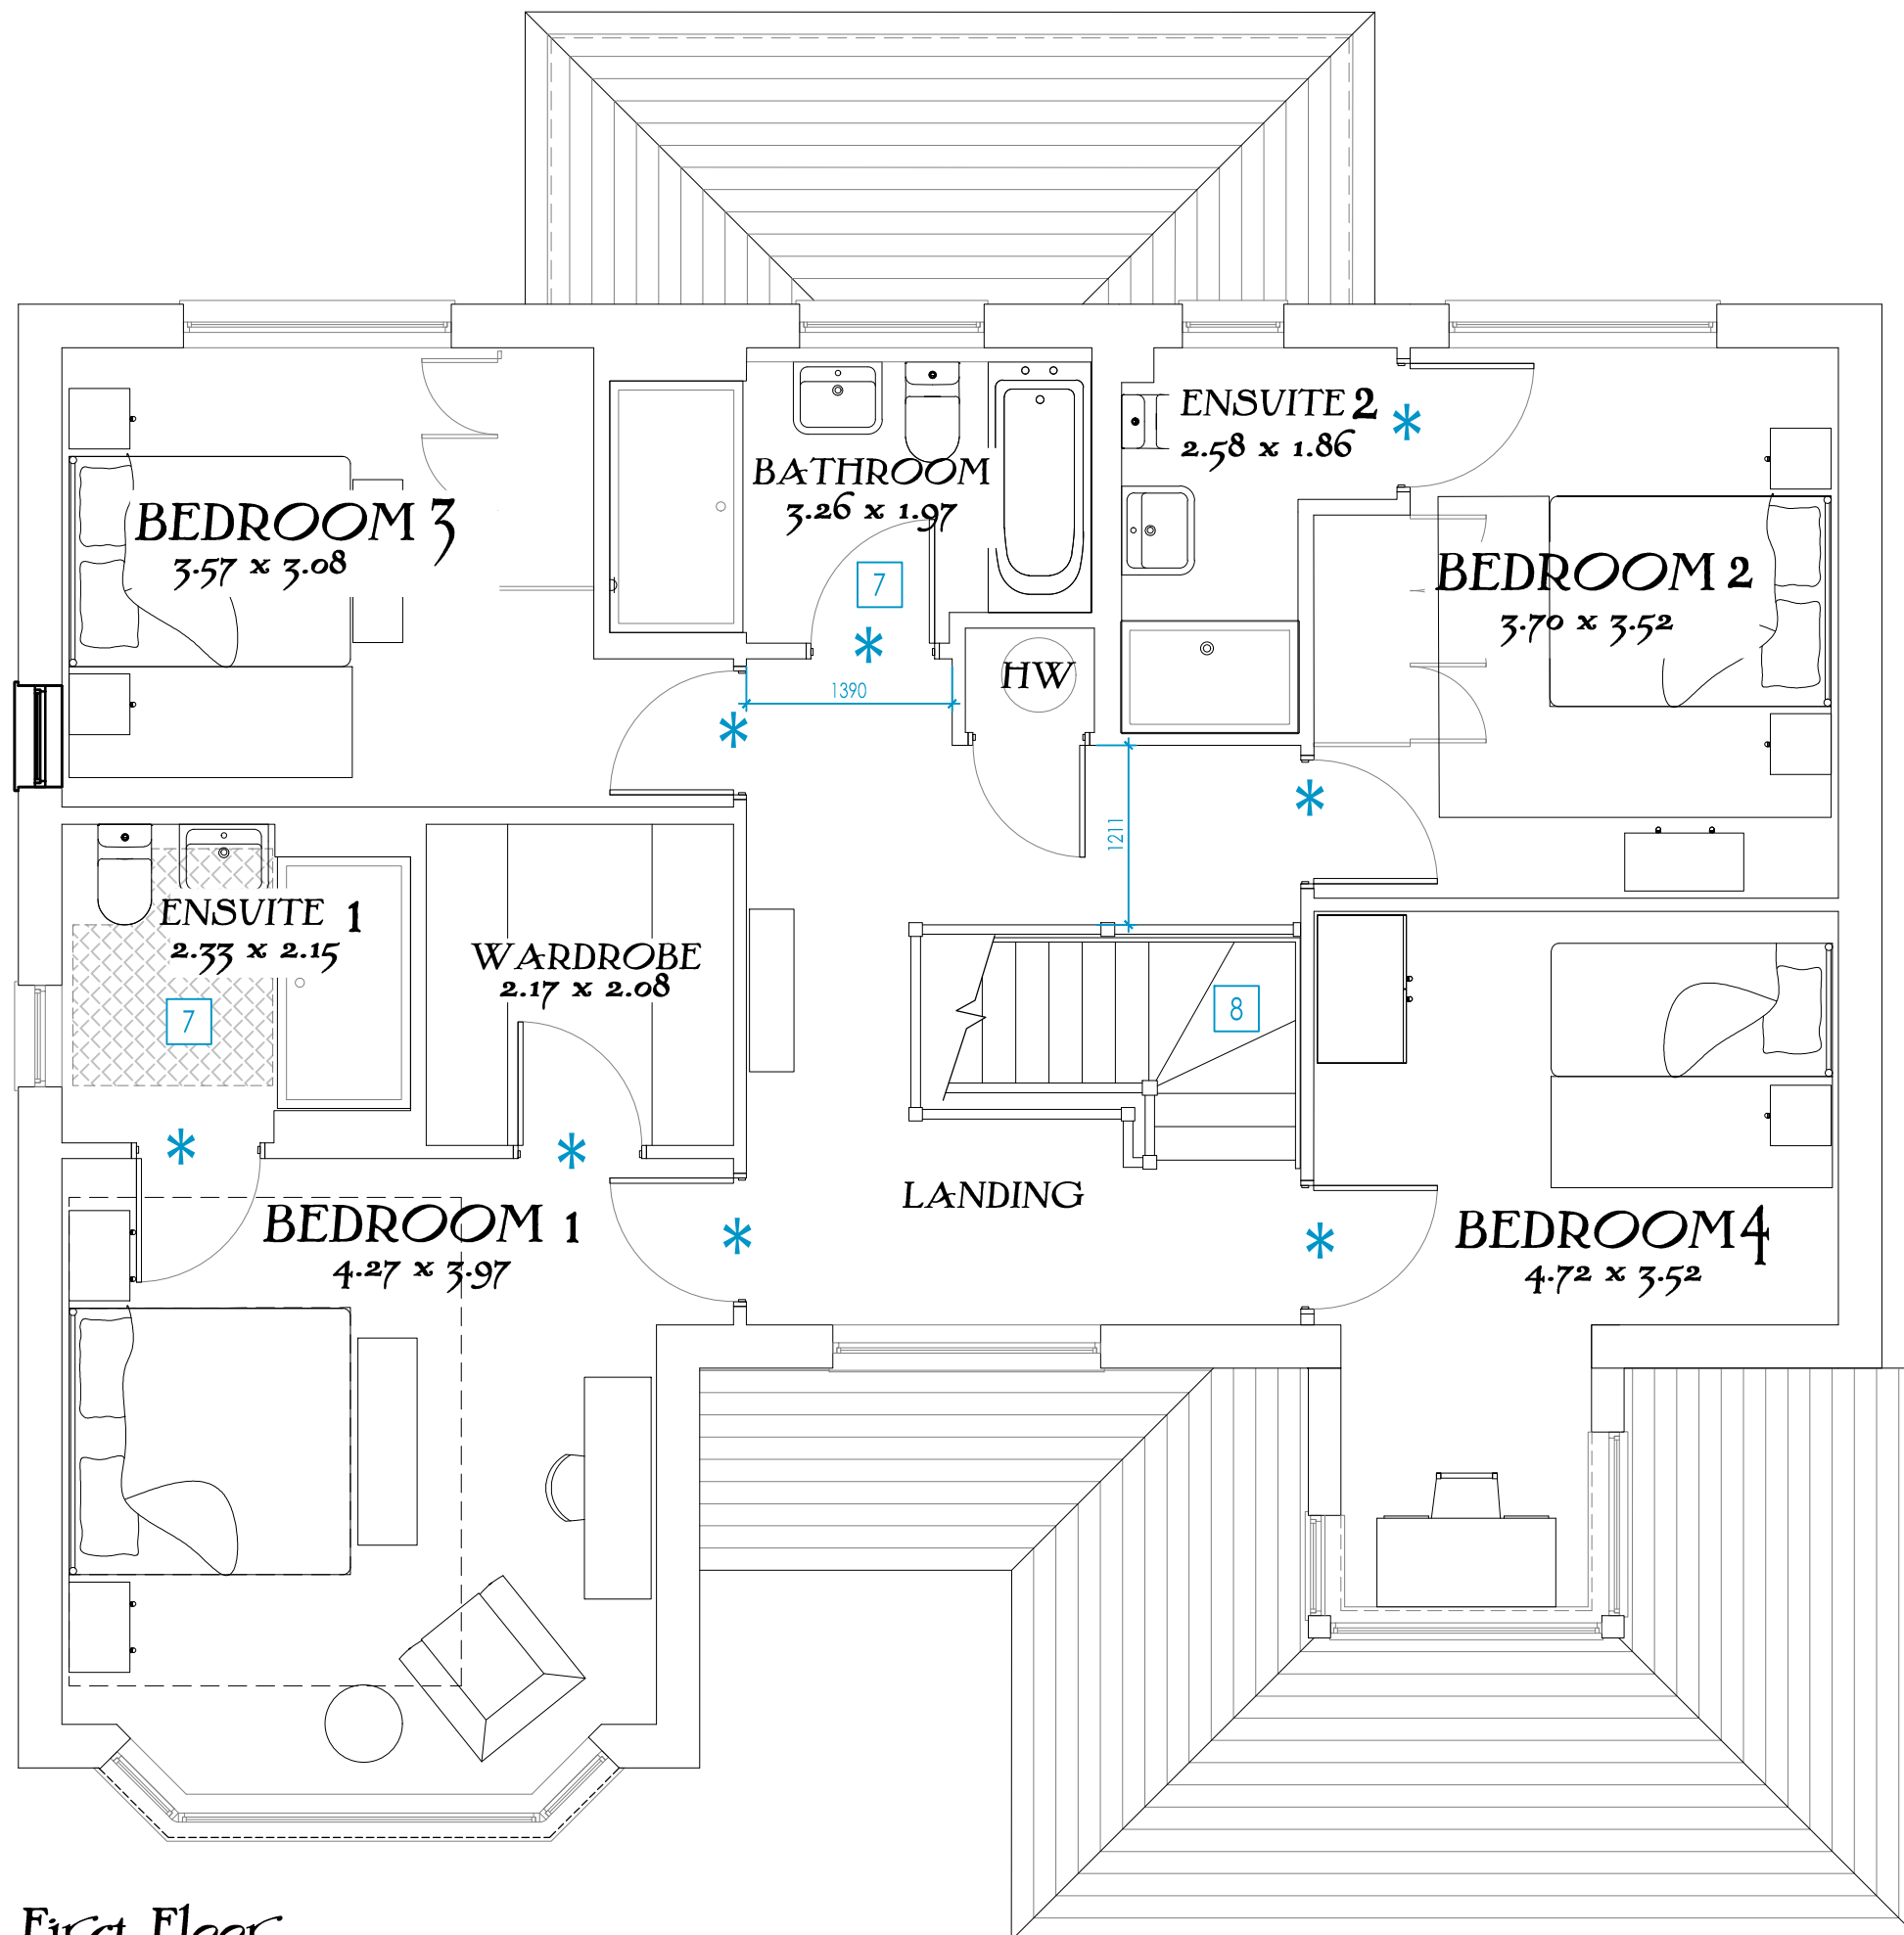 ENSUITE 2
2.58 x 1.86
BATHROOM
3.26 x 1.97
BEDROOM 3
3.57 x 3.08
BEDROOM 2
3.70 x 3.52
7
HW
1390
1211
ENSUITE 1
2.33 x 2.15
WARDROBE
2.17 x 2.08
7
8
LANDING
BEDROOM 1
4.27 x 3.97
BEDROOM 4
4.72 x 3.52
First Floor